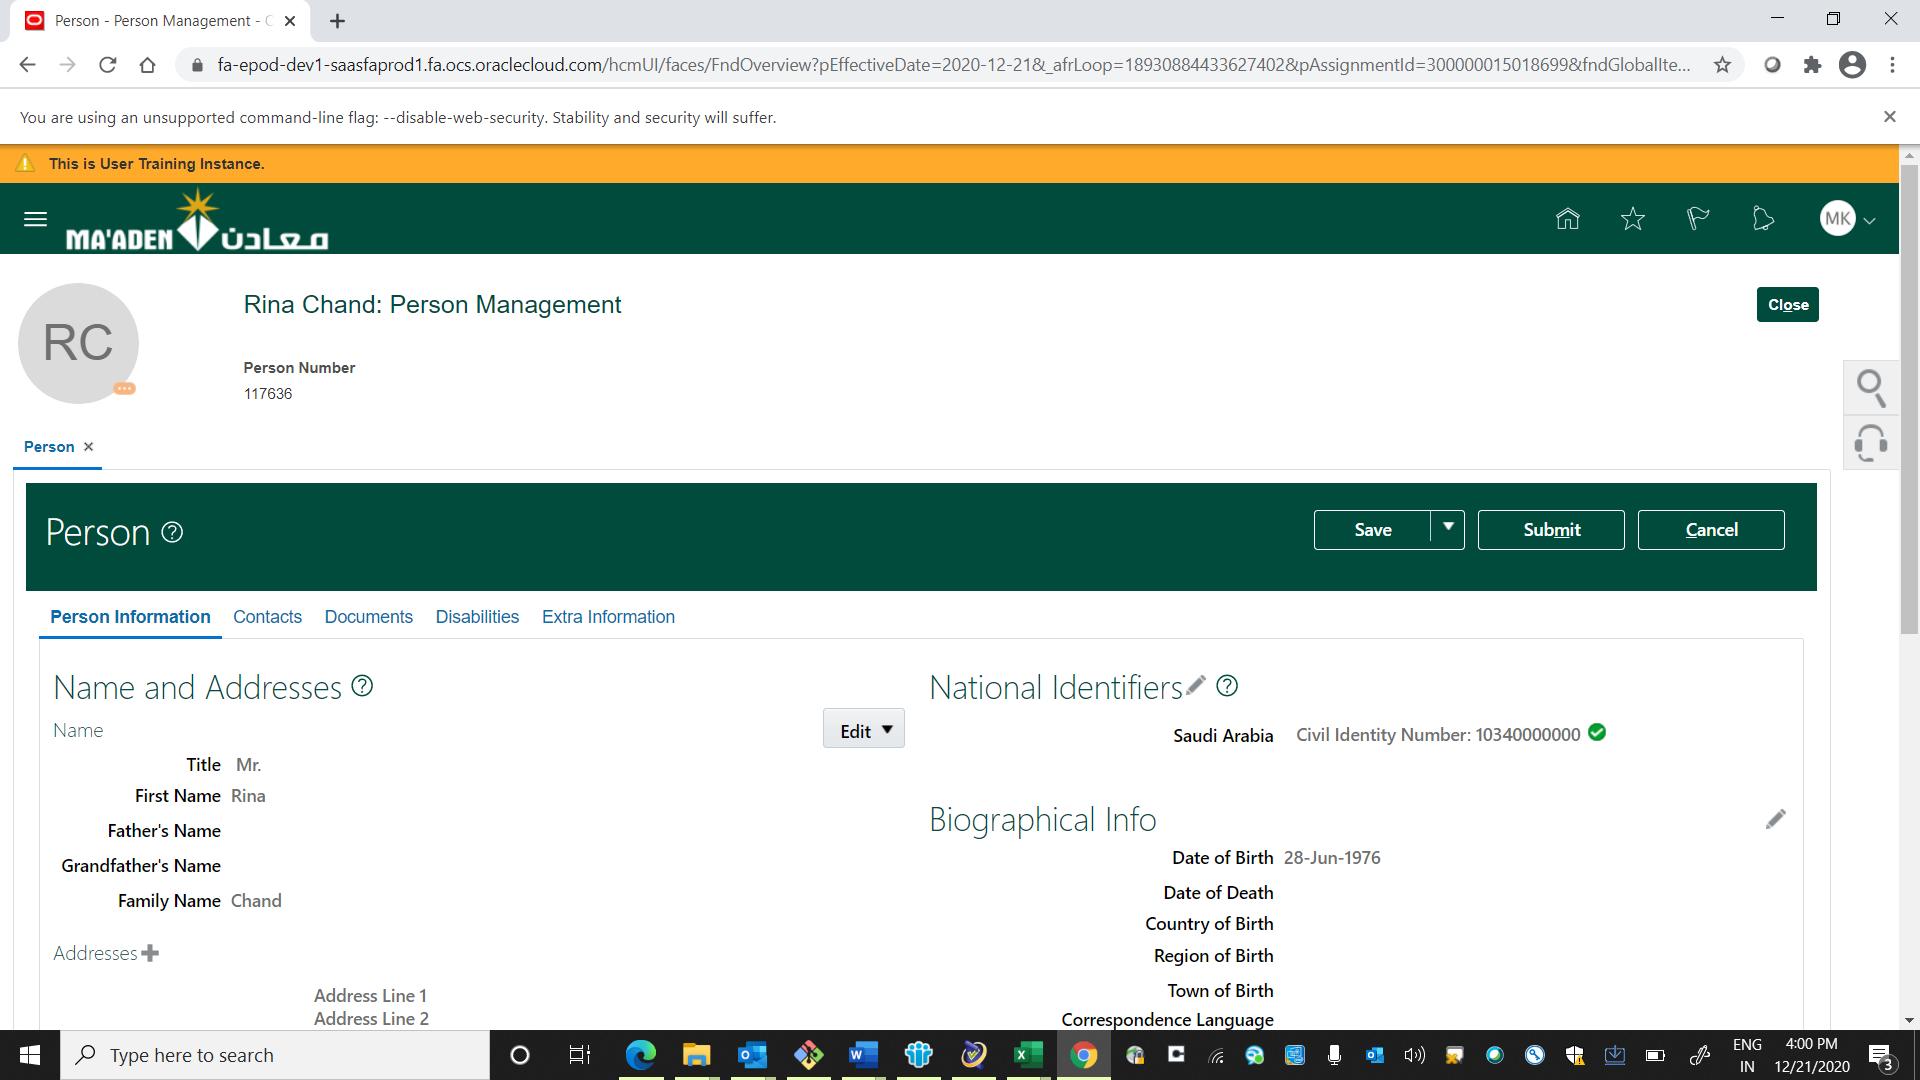 Person - Person Management -
fa-epod-dev1-saasfaprod1.fa.ocs.oraclecloud.com/hcmUI/faces/FndOverview?pEffectiveDate=2020-12-21&_afrLoop=18930884433627402&pAssignmentId=300000015018699&fndGlobalIte...
You are using an unsupported command-line flag: --disable-web-security. Stability and security will suffer.
This is User Training Instance.
MA'ADEN معادن
MK
RC
Rina Chand: Person Management
Close
Person Number
117636
Person
Person
Save
Submit
Cancel
Person Information Contacts Documents Disabilities Extra Information
Name and Addresses
Name
Edit
Title Mr.
First Name Rina
Father's Name
Grandfather's Name
Family Name Chand
Addresses
Address Line 1
Address Line 2
National Identifiers
Saudi Arabia Civil Identity Number: 10340000000
Biographical Info
Date of Birth 28-Jun-1976
Date of Death
Country of Birth
Region of Birth
Town of Birth
Correspondence Language
Type here to search
ENG
IN
4:00 PM
12/21/2020
3